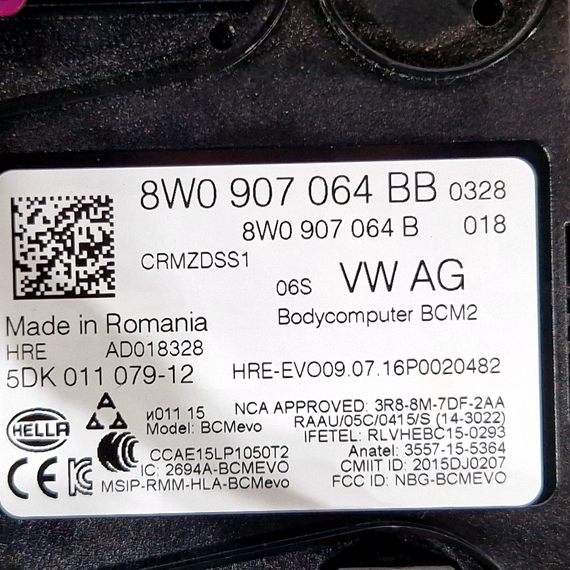 8W0 907 064 BB 0328
8W0 907 064 B 018
CRMZDSS1
06S VW AG
Bodycomputer BCM2
Made in Romania
HRE AD018328
5DK 011 079-12 HRE-EVO09.07.16P0020482
HELLA
и011 15
Model: BCMevo
NCA APPROVED: 3R8-8M-7DF-2AA
RAAU/05C/0415/S (14-3022)
IFETEL: RLVHEBC15-0293
CCAE15LP1050T2 Anatel: 3557-15-5364
IC: 2694A-BCMEVO CMIIT ID: 2015DJ0207
MSIP-RMM-HLA-BCMevo FCC ID: NBG-BCMEVO
CE